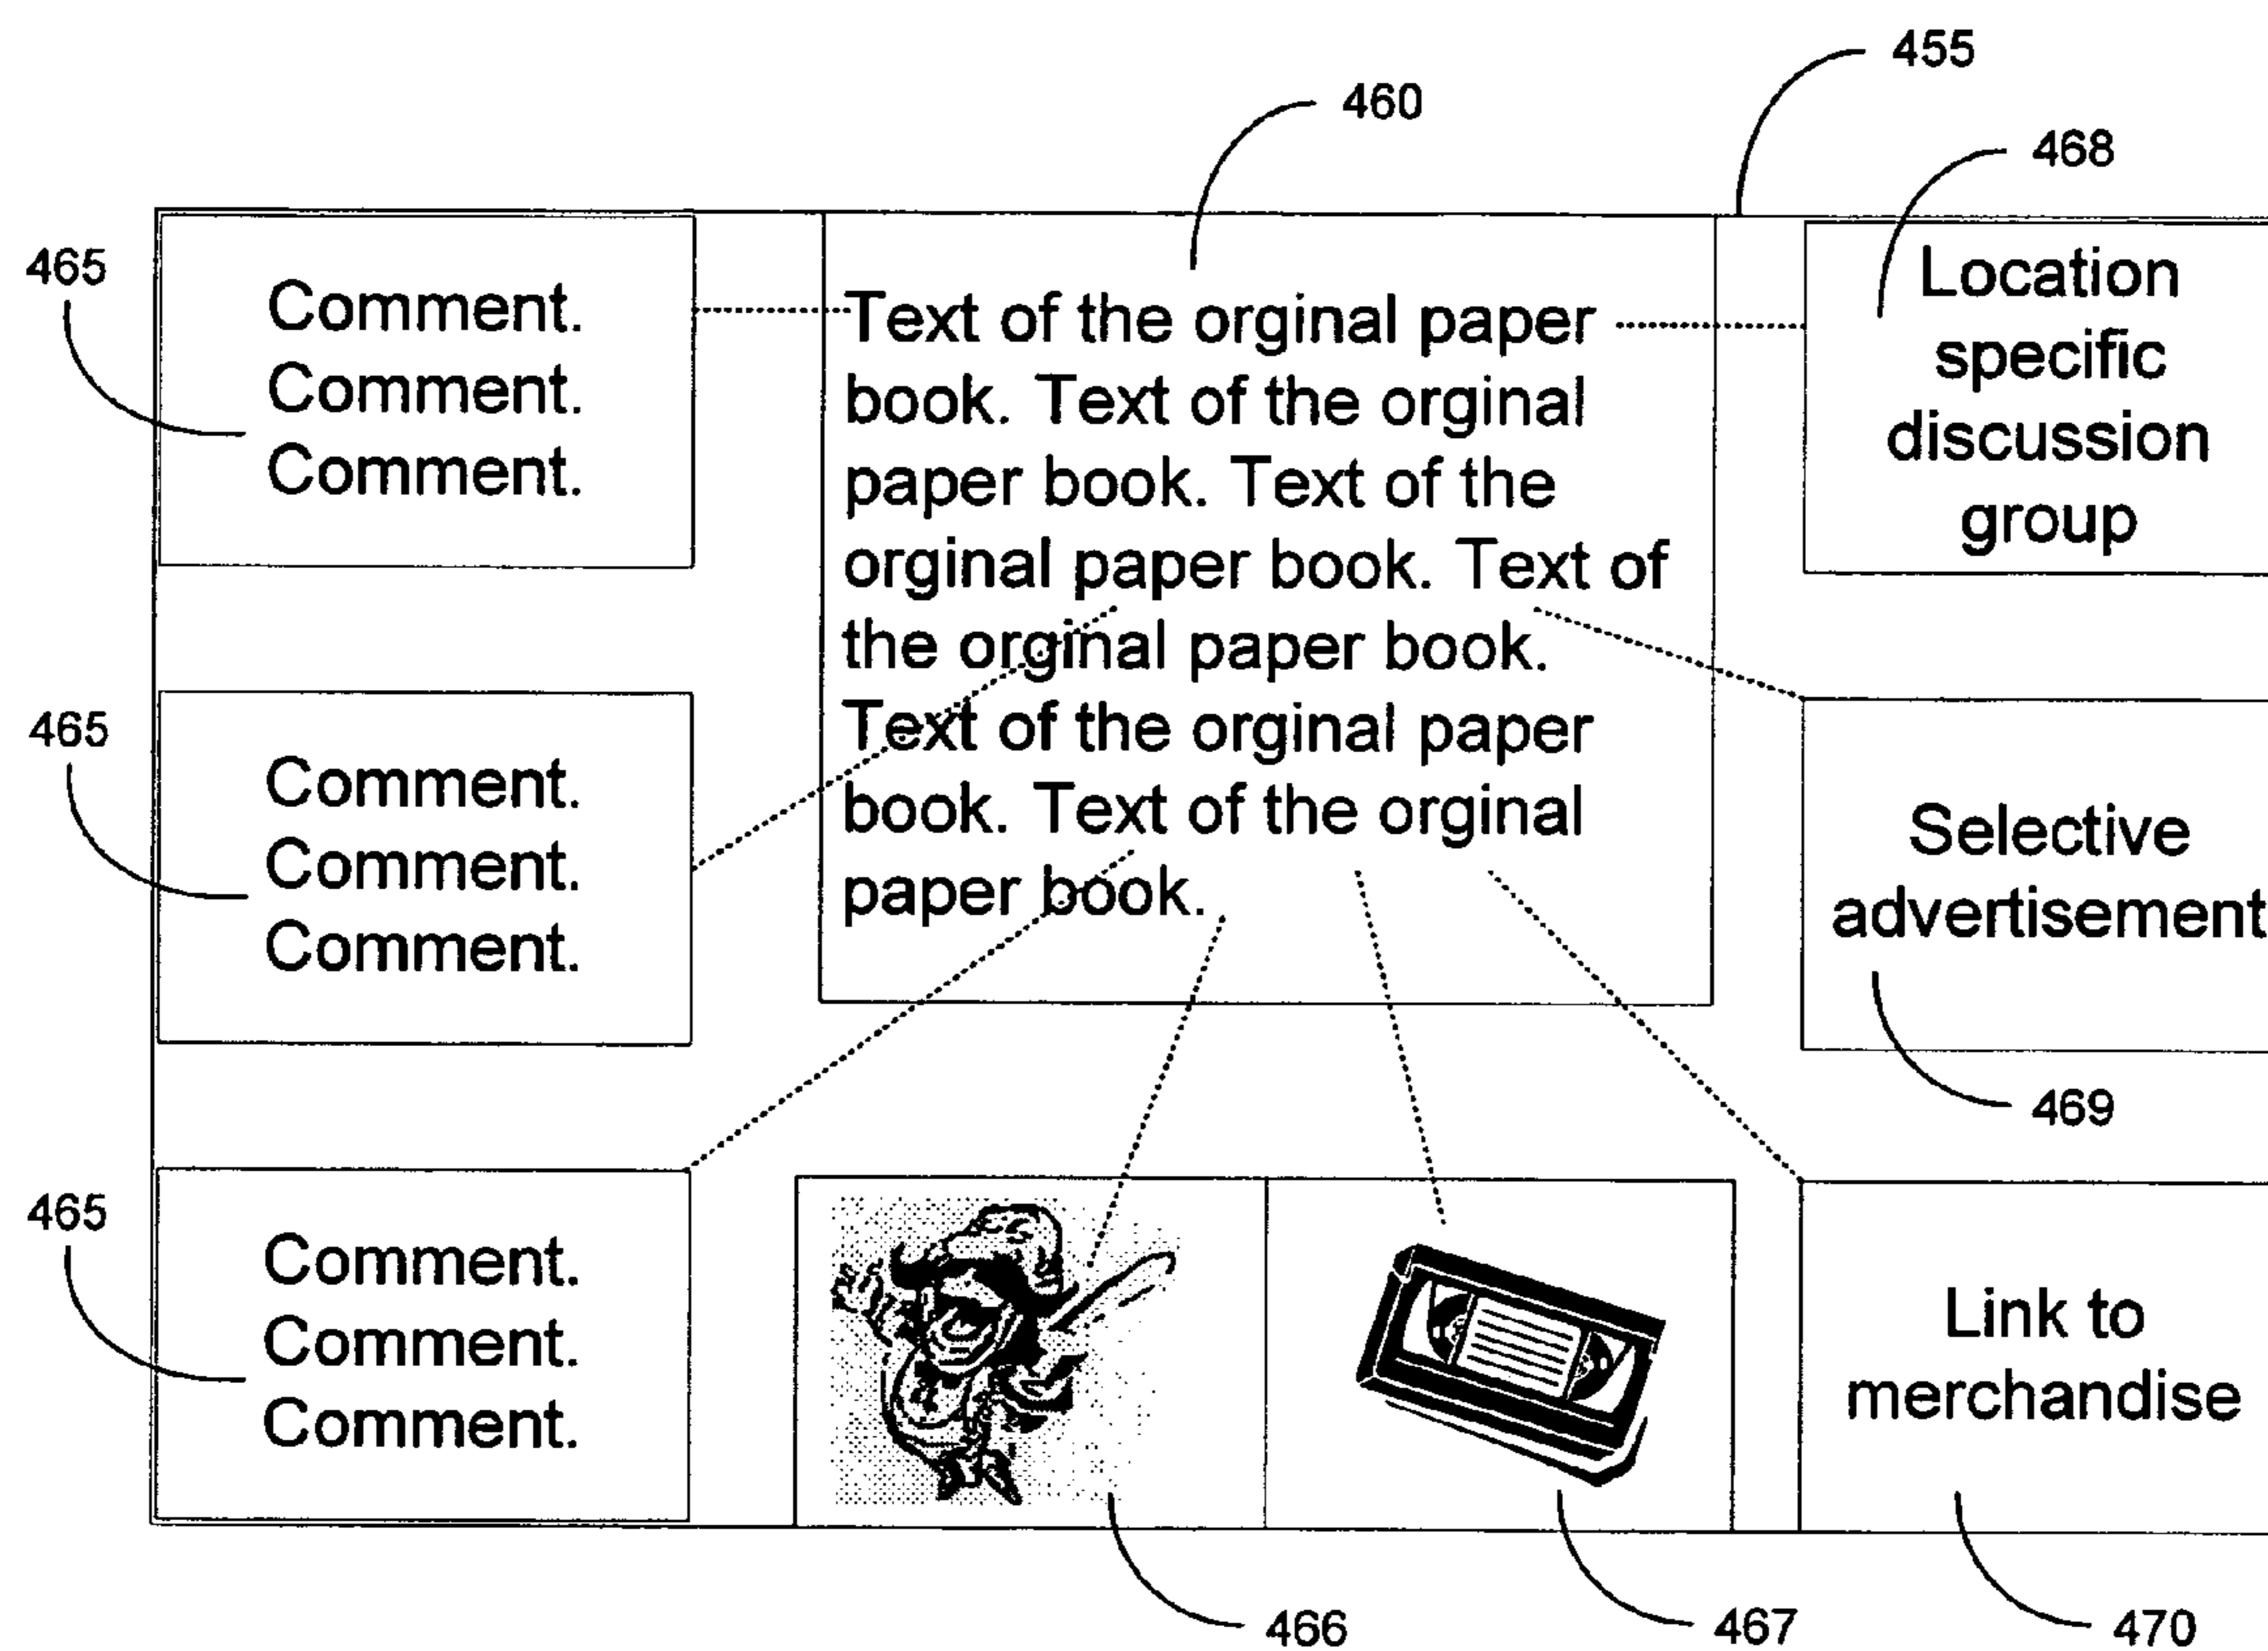 455
460
468
465
Comment.
Comment.
Comment.
Text of the orginal paper
book. Text of the orginal
paper book. Text of the
orginal paper book. Text of
the orginal paper book.
Text of the orginal paper
book. Text of the orginal
paper book.
Location
specific
discussion
group
465
Comment.
Comment.
Comment.
Selective
advertisement
469
465
Comment.
Comment.
Comment.
Link to
merchandise
466
467
470